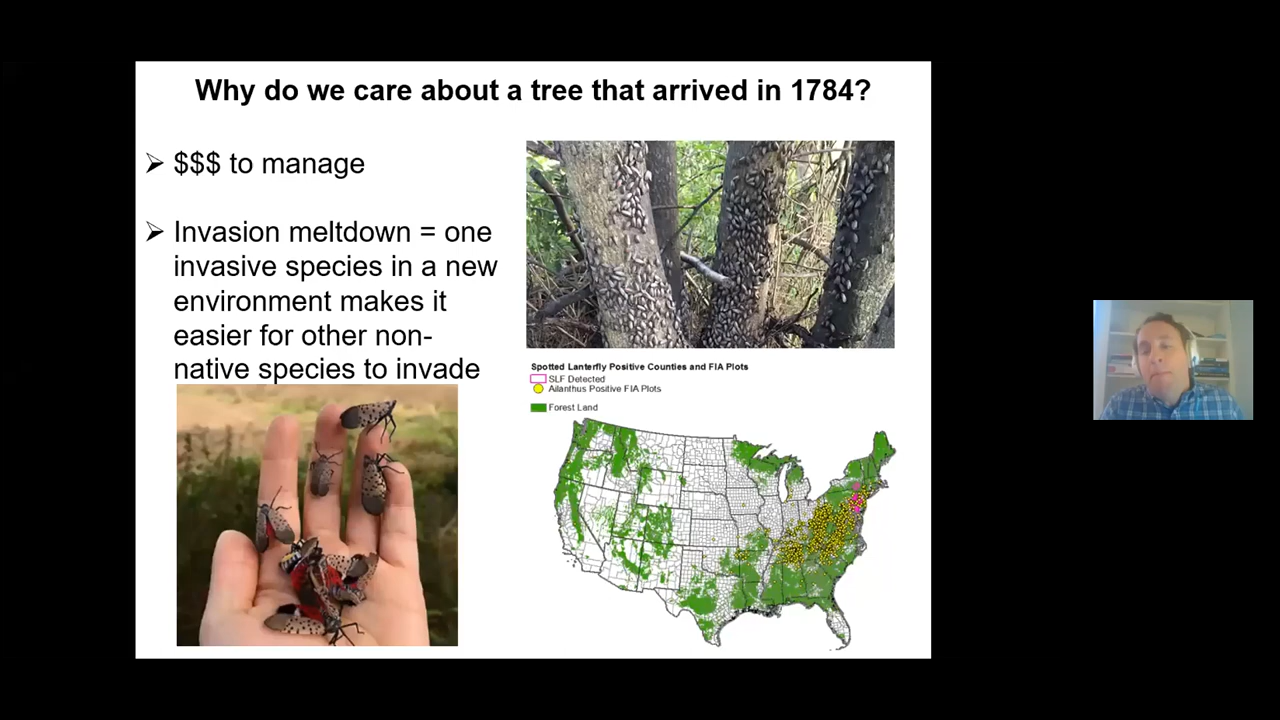 Why do we care about a tree that arrived in 1784?
$$$ to manage
Invasion meltdown = one
invasive species in a new
environment makes it
easier for other non-
native species to invade
Spotted Lanterfly Positive Counties and FIA Plots
SLF Detected
Ailanthus Positive FIA Plots
Forest Land